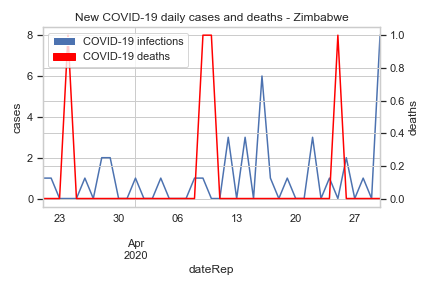 New COVID-19 daily cases and deaths - Zimbabwe
COVID-19 infections
COVID-19 deaths
8
6
4
2
0
cases
1.0
0.8
0.6
0.4
0.2
0.0
deaths
23 30 06 13 20 27
Apr
2020
dateRep